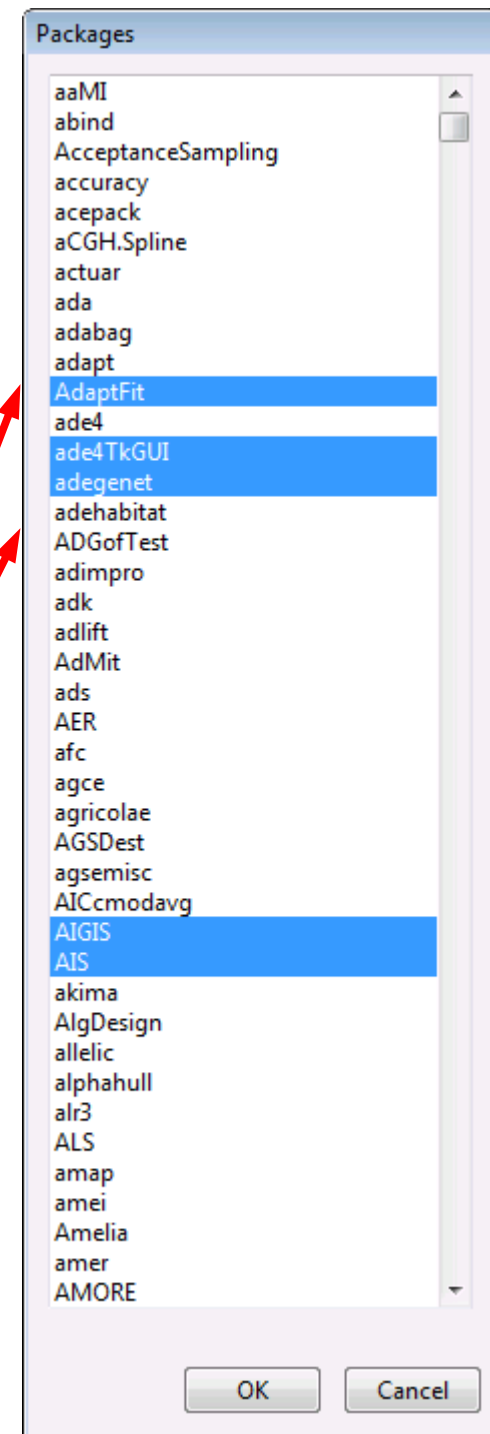 Packages
aaMI
abind
AcceptanceSampling
accuracy
acepack
aCGH.Spline
actuar
ada
adabag
adapt
AdaptFit
ade4
ade4TkGUI
adegenet
adehabitat
ADGofTest
adimpro
adk
adlift
AdMit
ads
AER
afc
agce
agricolae
AGSDest
agsemisc
AICcmodavg
AIGIS
AIS
akima
AlgDesign
allelic
alphahull
alr3
ALS
amap
amei
Amelia
amer
AMORE
OK Cancel